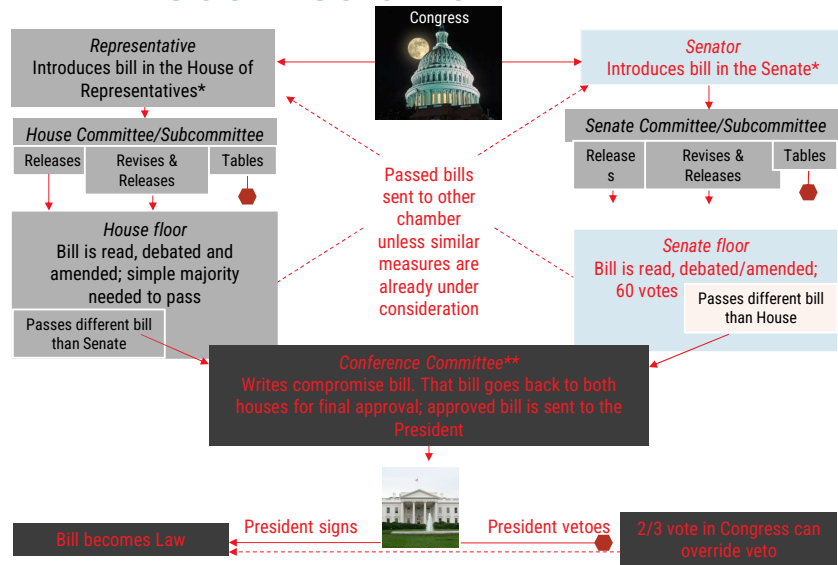 Congress
Representative
Introduces bill in the House of
Representatives*
Senator
Introduces bill in the Senate*
House Committee/Subcommittee
Releases
Revises &
Releases
Tables
Senate Committee/Subcommittee
Release
s
Revises &
Releases
Tables
Passed bills
sent to other
chamber
unless similar
measures are
already under
consideration
House floor
Bill is read, debated and
amended; simple majority
needed to pass
Passes different bill
than Senate
Senate floor
Bill is read, debated/amended;
60 votes
Passes different bill
than House
Conference Committee**
Writes compromise bill. That bill goes back to both
houses for final approval; approved bill is sent to the
President
President signs
President vetoes
Bill becomes Law
2/3 vote in Congress can
override veto